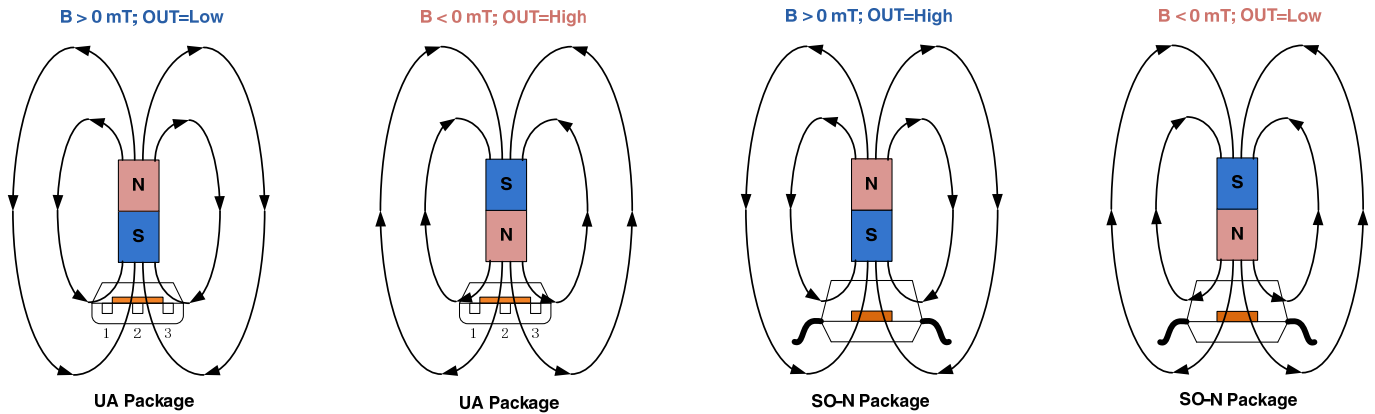 B > 0 mT; OUT=Low
B < 0 mT; OUT=High
B > 0 mT; OUT=High
B < 0 mT; OUT=Low
N
S
N
S
S
N
S
N
1 2 3
1 2 3
UA Package
UA Package
SO-N Package
SO-N Package